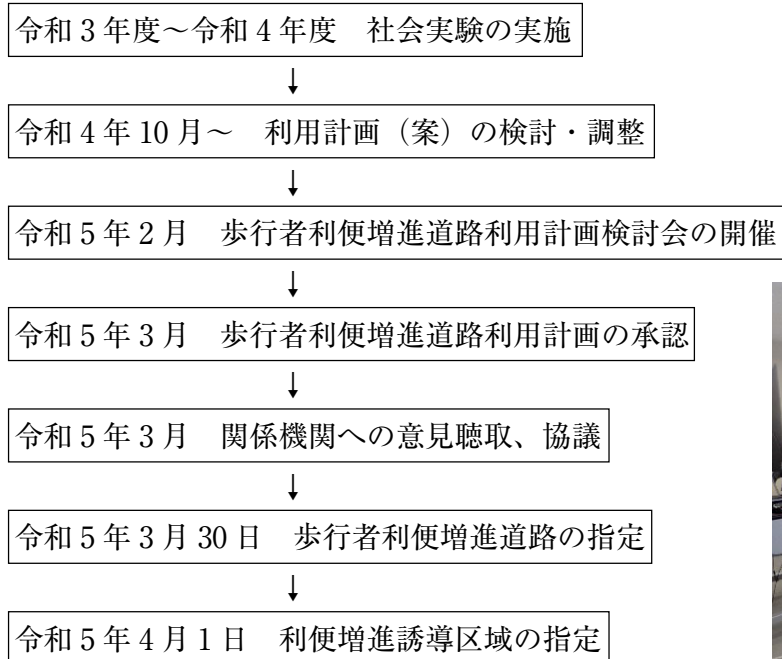 令和3年度～令和4年度　社会実験の実施
↓
令和4年10月～　利用計画（案）の検討・調整
↓
令和5年2月　歩行者利便増進道路利用計画検討会の開催
↓
令和5年3月　歩行者利便増進道路利用計画の承認
↓
令和5年3月　関係機関への意見聴取、協議
↓
令和5年3月30日　歩行者利便増進道路の指定
↓
令和5年4月1日　利便増進誘導区域の指定